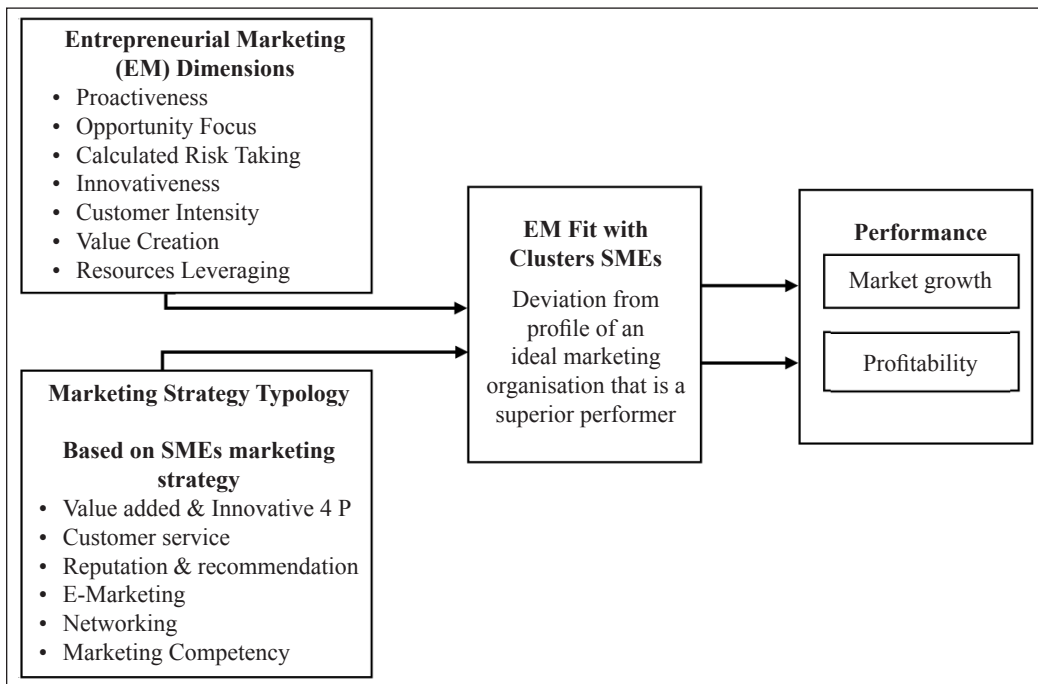 Entrepreneurial Marketing
(EM) Dimensions
• Proactiveness
• Opportunity Focus
• Calculated Risk Taking
• Innovativeness
• Customer Intensity
• Value Creation
• Resources Leveraging
Marketing Strategy Typology
Based on SMEs marketing
strategy
• Value added & Innovative 4 P
• Customer service
• Reputation & recommendation
• E-Marketing
• Networking
• Marketing Competency
EM Fit with
Clusters SMEs
Deviation from
profile of an
ideal marketing
organisation that is a
superior performer
Performance
Market growth
Profitability